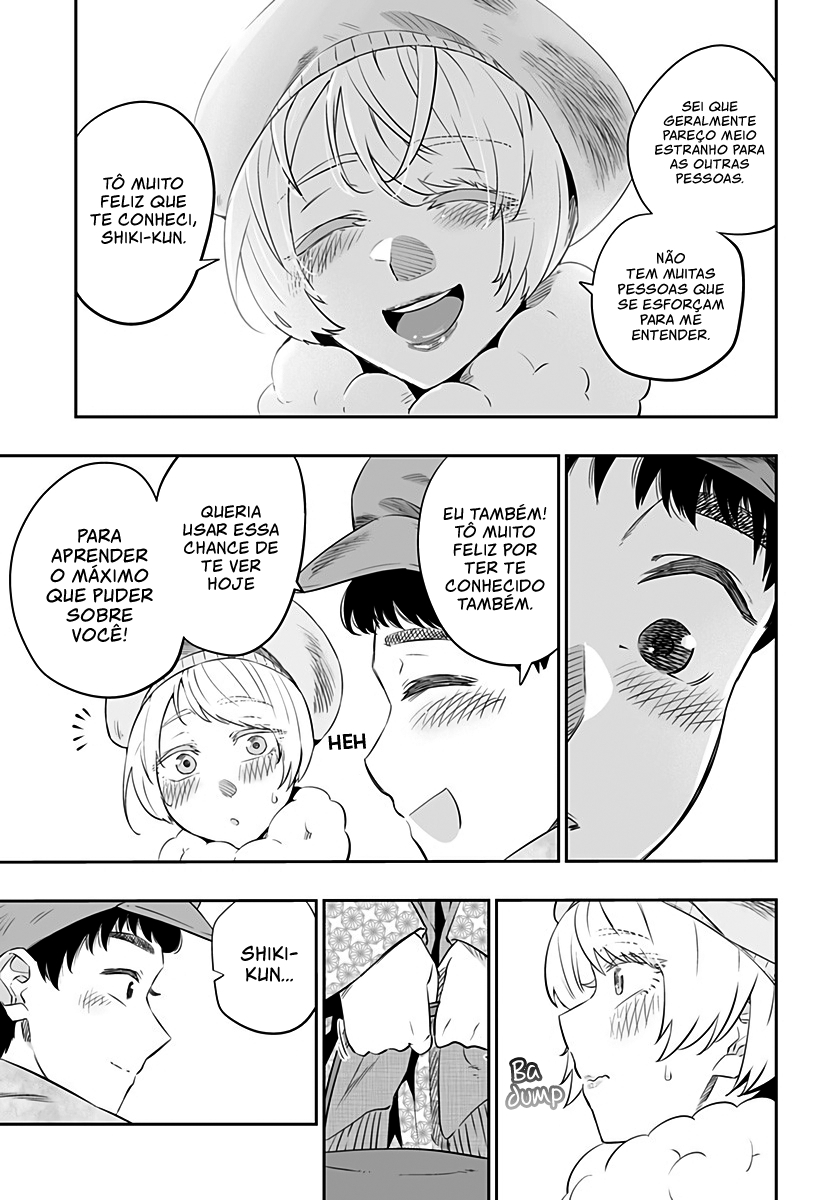 SEI QUE
GERALMENTE
PAREÇO MEIO
ESTRANHO PARA
AS OUTRAS
PESSOAS.
NÃO
TEM MUITAS
PESSOAS QUE
SE ESFORÇAM
PARA ME
ENTENDER.
TÔ MUITO
FELIZ QUE
TE CONHECI,
SHIKI-KUN.
EU TAMBÉM!
TÔ MUITO
FELIZ POR
TER TE
CONHECIDO
TAMBÉM.
QUERIA
USAR ESSA
CHANCE DE
TE VER
HOJE
PARA
APRENDER
O MÁXIMO
QUE PUDER
SOBRE
VOCÊ!
HEH
Ba
dump
SHIKI-
KUN...